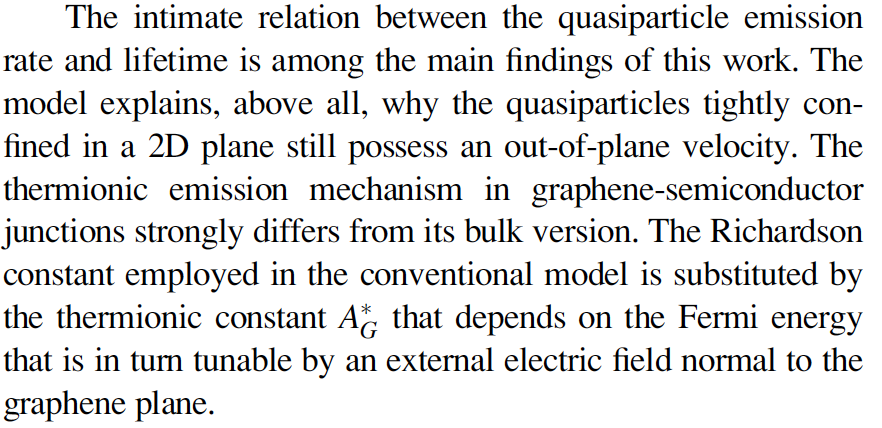 The intimate relation between the quasiparticle emission
rate and lifetime is among the main findings of this work. The
model explains, above all, why the quasiparticles tightly con-
fined in a 2D plane still possess an out-of-plane velocity. The
thermionic emission mechanism in graphene-semiconductor
junctions strongly differs from its bulk version. The Richardson
constant employed in the conventional model is substituted by
the thermionic constant $A_G^*$ that depends on the Fermi energy
that is in turn tunable by an external electric field normal to the
graphene plane.